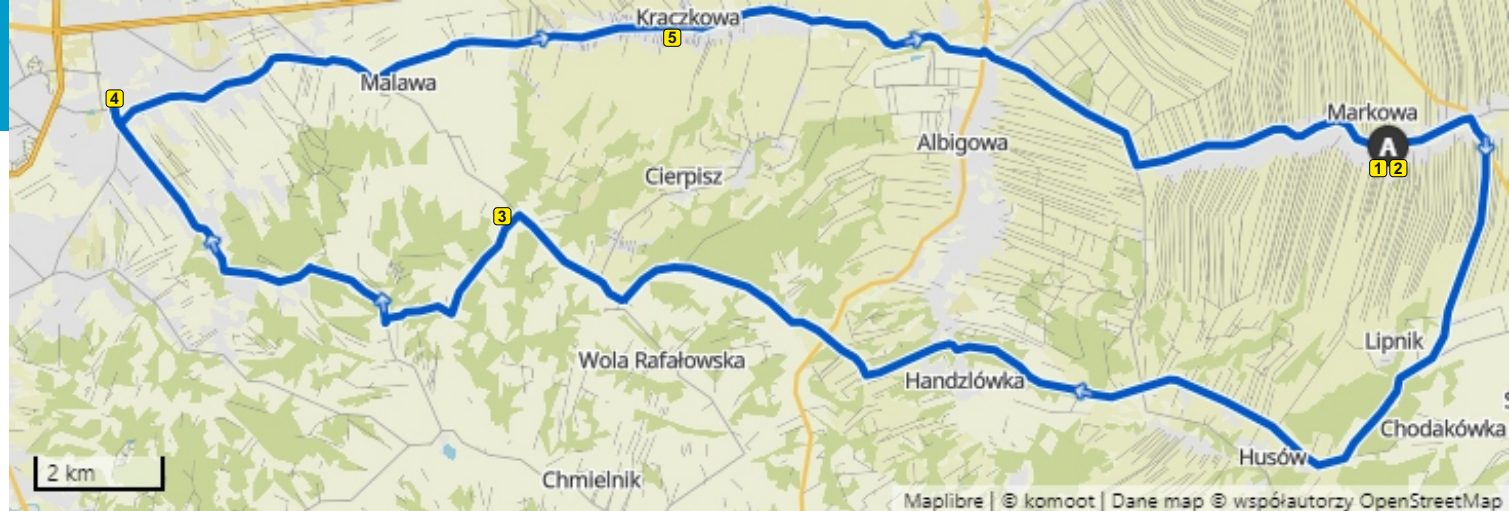 Kraczkowa
5
Malawa
4
Markowa
A
1 2
Albigowa
Cierpisz
3
Lipnik
Wola Rafałowska
Handzlówka
S
Chodakówka
Husów
2 km
Chmielnik
Maplibre | © komoot | Dane map © współautorzy OpenStreetMap